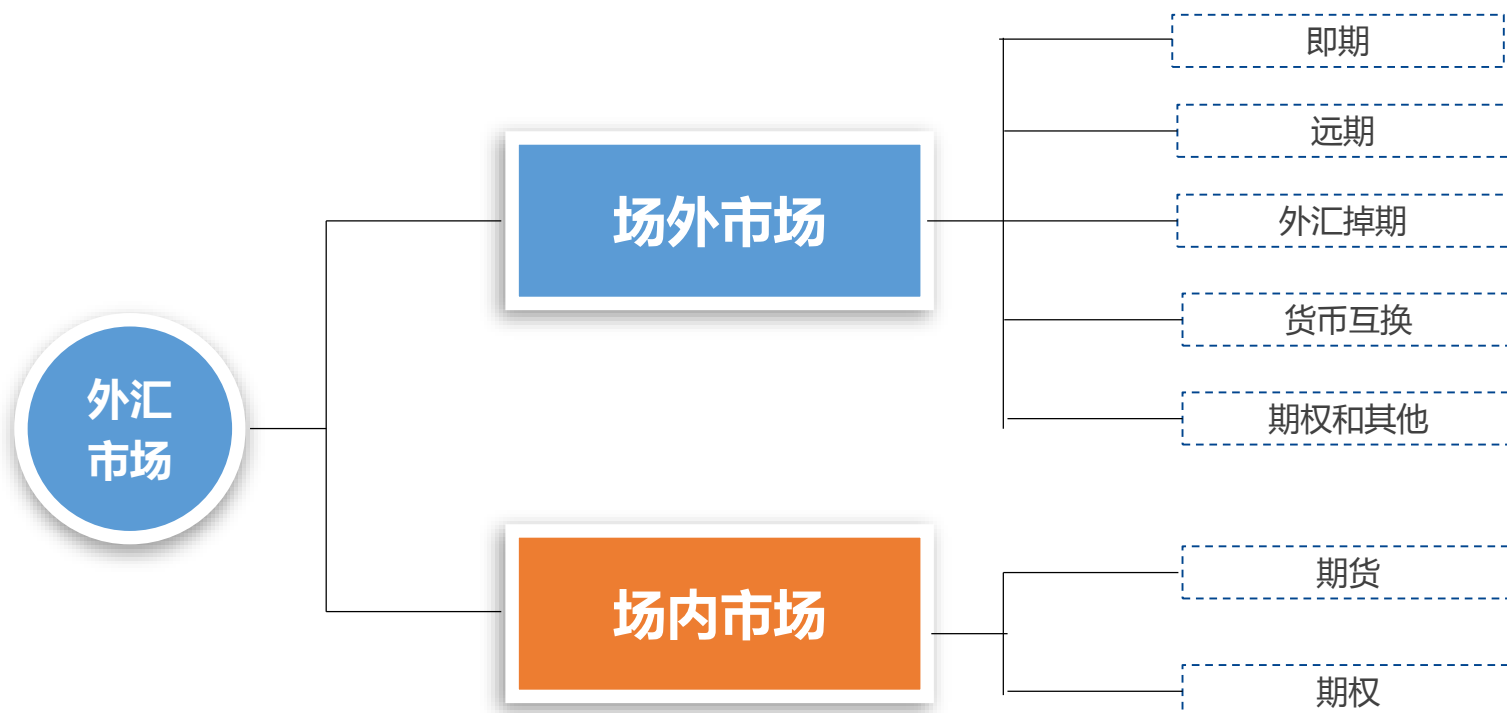 外汇
市场
场外市场
即期
远期
外汇掉期
货币互换
期权和其他
场内市场
期货
期权